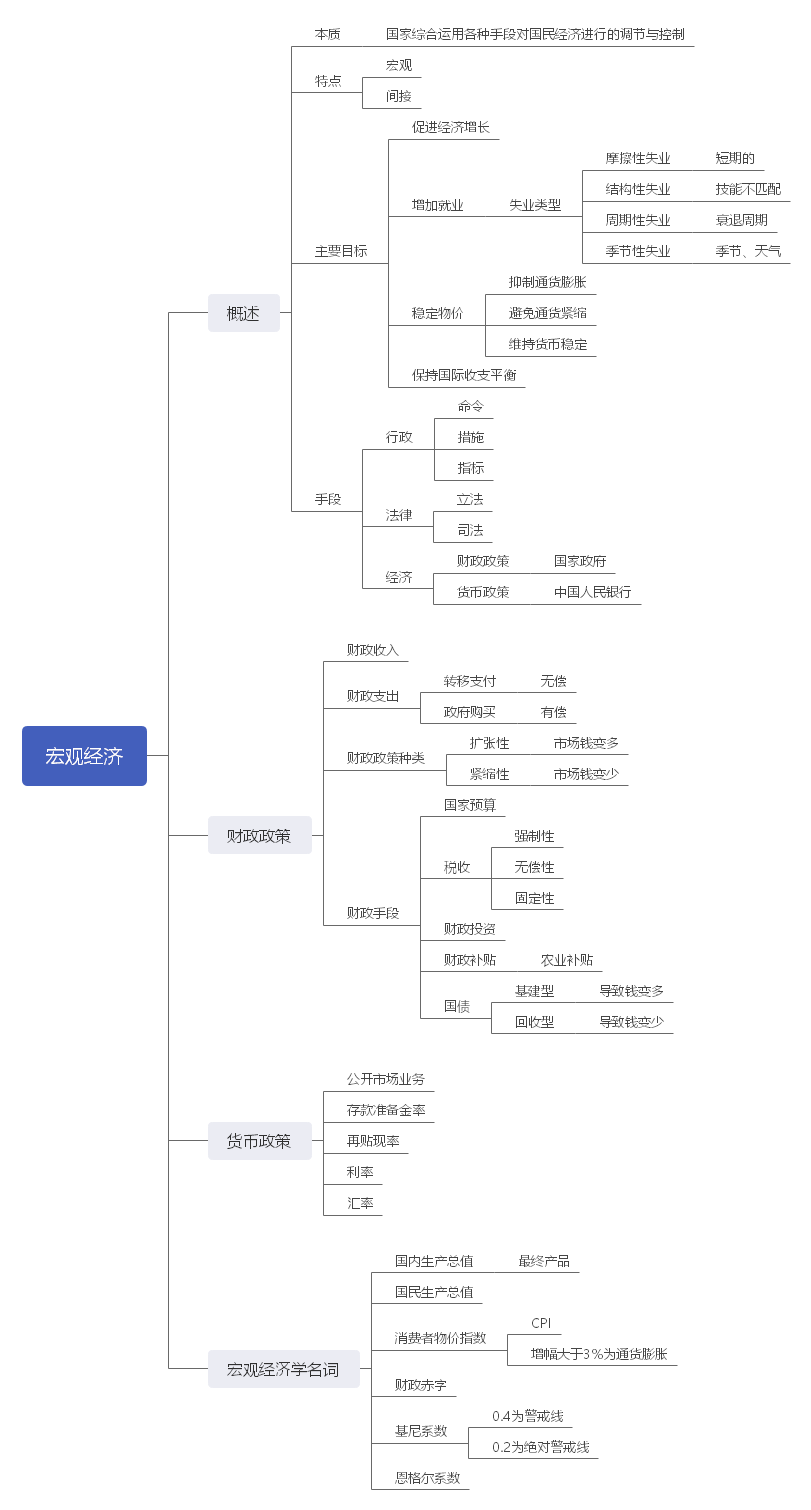 宏观经济
概述
本质
国家综合运用各种手段对国民经济进行的调节与控制
特点
宏观
间接
主要目标
促进经济增长
增加就业
失业类型
摩擦性失业
短期的
结构性失业
技能不匹配
周期性失业
衰退周期
季节性失业
季节、天气
稳定物价
抑制通货膨胀
避免通货紧缩
维持货币稳定
保持国际收支平衡
手段
行政
命令
措施
指标
法律
立法
司法
经济
财政政策
国家政府
货币政策
中国人民银行
财政政策
财政收入
财政支出
转移支付
无偿
政府购买
有偿
财政政策种类
扩张性
市场钱变多
紧缩性
市场钱变少
财政手段
国家预算
税收
强制性
无偿性
固定性
财政投资
财政补贴
农业补贴
国债
基建型
导致钱变多
回收型
导致钱变少
货币政策
公开市场业务
存款准备金率
再贴现率
利率
汇率
宏观经济学名词
国内生产总值
最终产品
国民生产总值
消费者物价指数
CPI
增幅大于3%为通货膨胀
财政赤字
基尼系数
0.4为警戒线
0.2为绝对警戒线
恩格尔系数